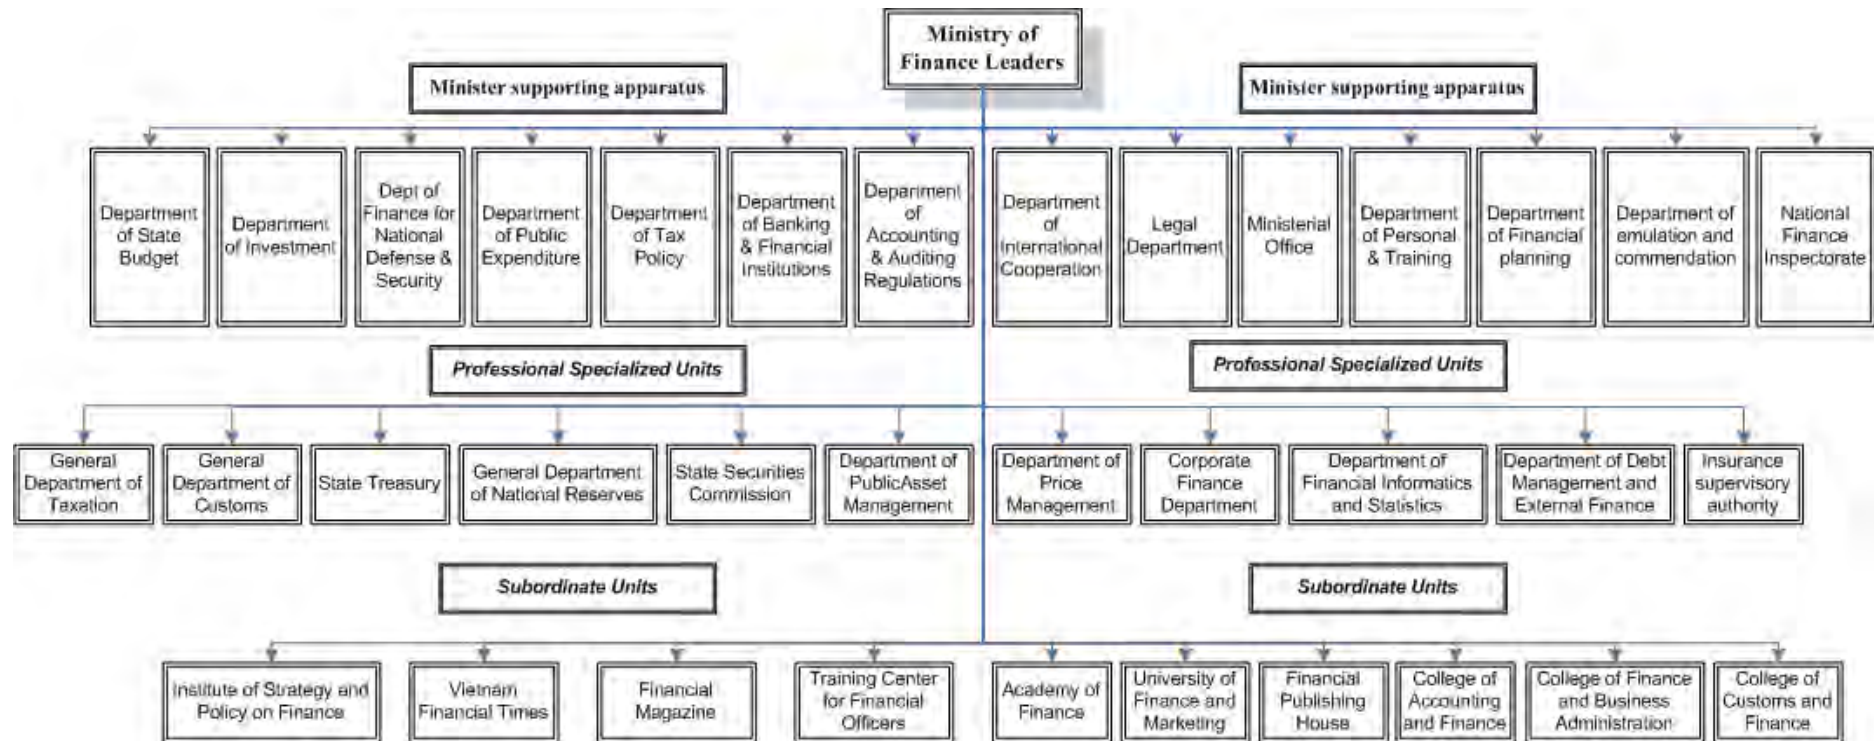 Ministry of
Finance Leaders
Minister supporting apparatus
Minister supporting apparatus
Department
of State
Budget
Department
of Investment
Dept of
Finance for
National
Defense &
Security
Department
of Public
Expenditure
Department
of Tax
Policy
Department
of Banking
& Financial
Institutions
Department
of
Accounting
& Auditing
Regulations
Department
of
International
Cooperation
Legal
Department
Ministerial
Office
Department
of Personal
& Training
Department
of Financial
planning
Department of
emulation and
commendation
National
Finance
Inspectorate
Professional Specialized Units
Professional Specialized Units
General
Department of
Taxation
General
Department of
Customs
State Treasury
General Department
of National Reserves
State Securities
Commission
Department of
PublicAsset
Management
Department of
Price
Management
Corporate
Finance
Department
Department of
Financial Informatics
and Statistics
Department of Debt
Management and
External Finance
Insurance
supervisory
authority
Subordinate Units
Subordinate Units
Institute of Strategy and
Policy on Finance
Vietnam
Financial Times
Financial
Magazine
Training Center
for Financial
Officers
Academy of
Finance
University of
Finance and
Marketing
Financial
Publishing
House
College of
Accounting
and Finance
College of Finance
and Business
Administration
College of
Customs and
Finance